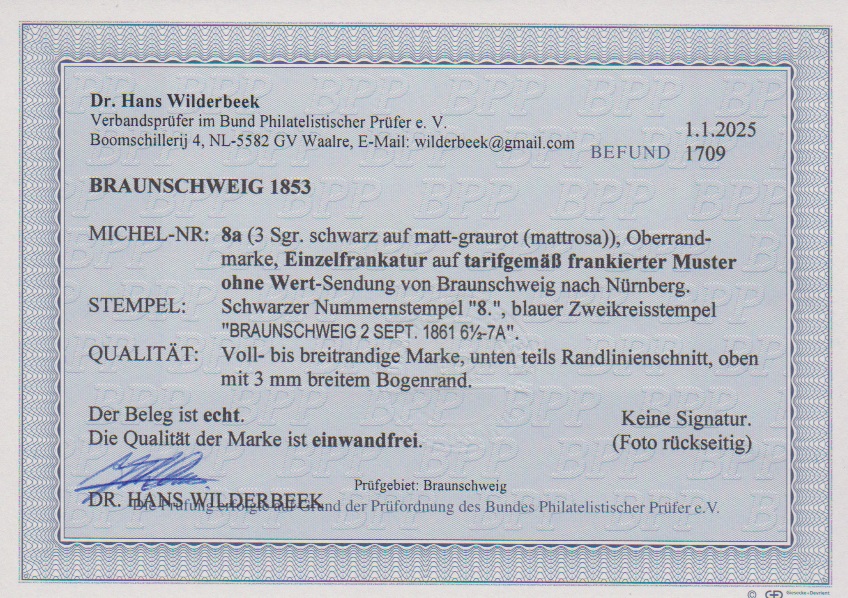 Dr. Hans Wilderbeek
Verbandsprüfer im Bund Philatelistischer Prüfer e. V.
Boomschillerij 4, NL-5582 GV Waalre, E-Mail: wilderbeek@gmail.com
1.1.2025
BEFUND 1709
BRAUNSCHWEIG 1853
MICHEL-NR: 8a (3 Sgr. schwarz auf matt-graurot (mattrosa)), Oberrand-
marke, Einzelfrankatur auf tarifgemäß frankierter Muster
ohne Wert-Sendung von Braunschweig nach Nürnberg.
STEMPEL: Schwarzer Nummernstempel "8.", blauer Zweikreisstempel
"BRAUNSCHWEIG 2 SEPT. 1861 6½-7A".
QUALITÄT: Voll- bis breitrandige Marke, unten teils Randlinienschnitt, oben
mit 3 mm breitem Bogenrand.
Der Beleg ist echt. Keine Signatur.
Die Qualität der Marke ist einwandfrei. (Foto rückseitig)
Prüfgebiet: Braunschweig
DR. HANS WILDERBEEK
Die Prüfung erfolgte auf Grund der Prüfordnung des Bundes Philatelistischer Prüfer e.V.
© Giesecke+Devrient